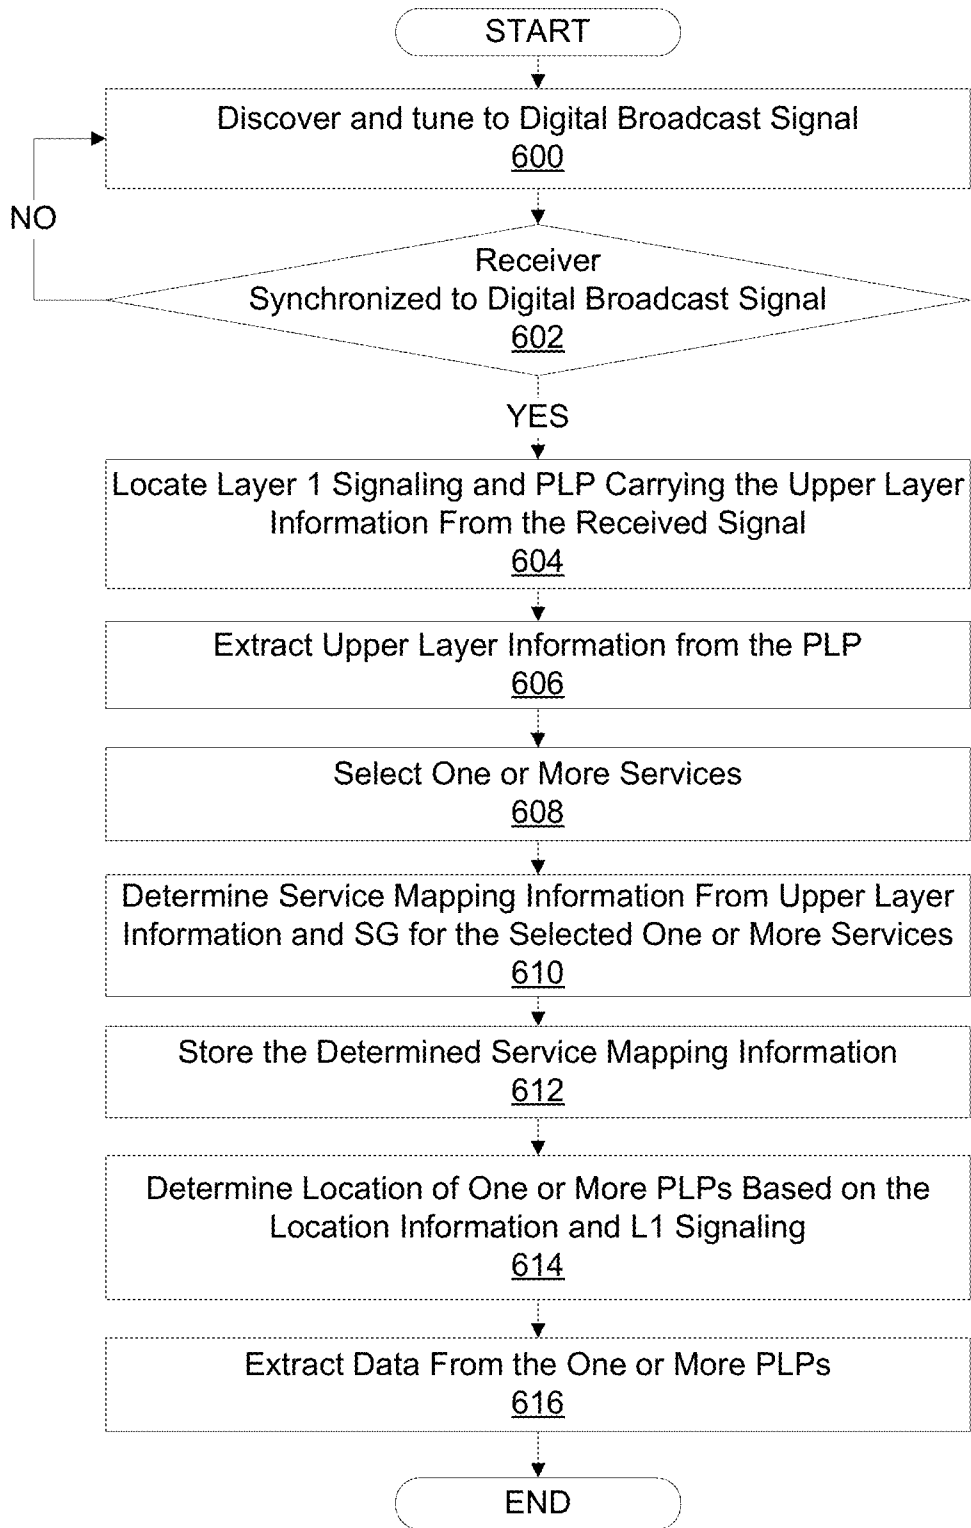 START
Discover and tune to Digital Broadcast Signal
600
NO
Receiver
Synchronized to Digital Broadcast Signal
602
YES
Locate Layer 1 Signaling and PLP Carrying the Upper Layer
Information From the Received Signal
604
Extract Upper Layer Information from the PLP
606
Select One or More Services
608
Determine Service Mapping Information From Upper Layer
Information and SG for the Selected One or More Services
610
Store the Determined Service Mapping Information
612
Determine Location of One or More PLPs Based on the
Location Information and L1 Signaling
614
Extract Data From the One or More PLPs
616
END